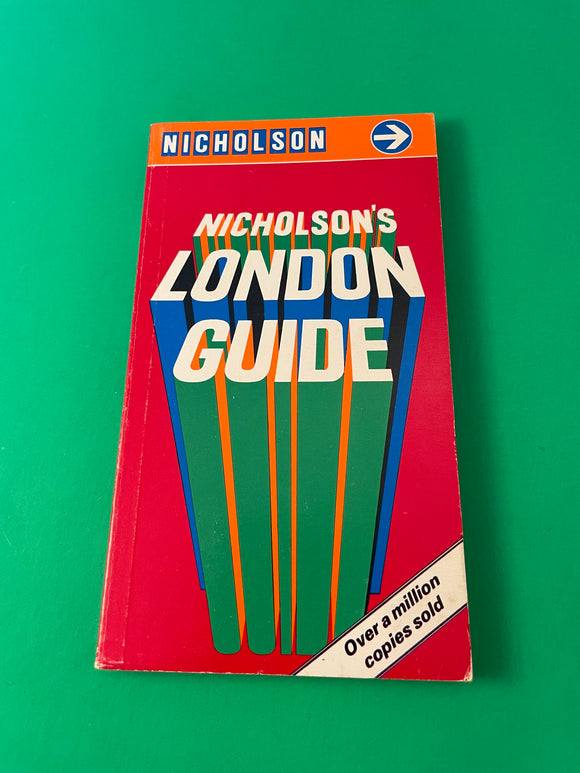 NICHOLSON
NICHOLSON'S
LONDON
GUIDE
Over a million
copies sold